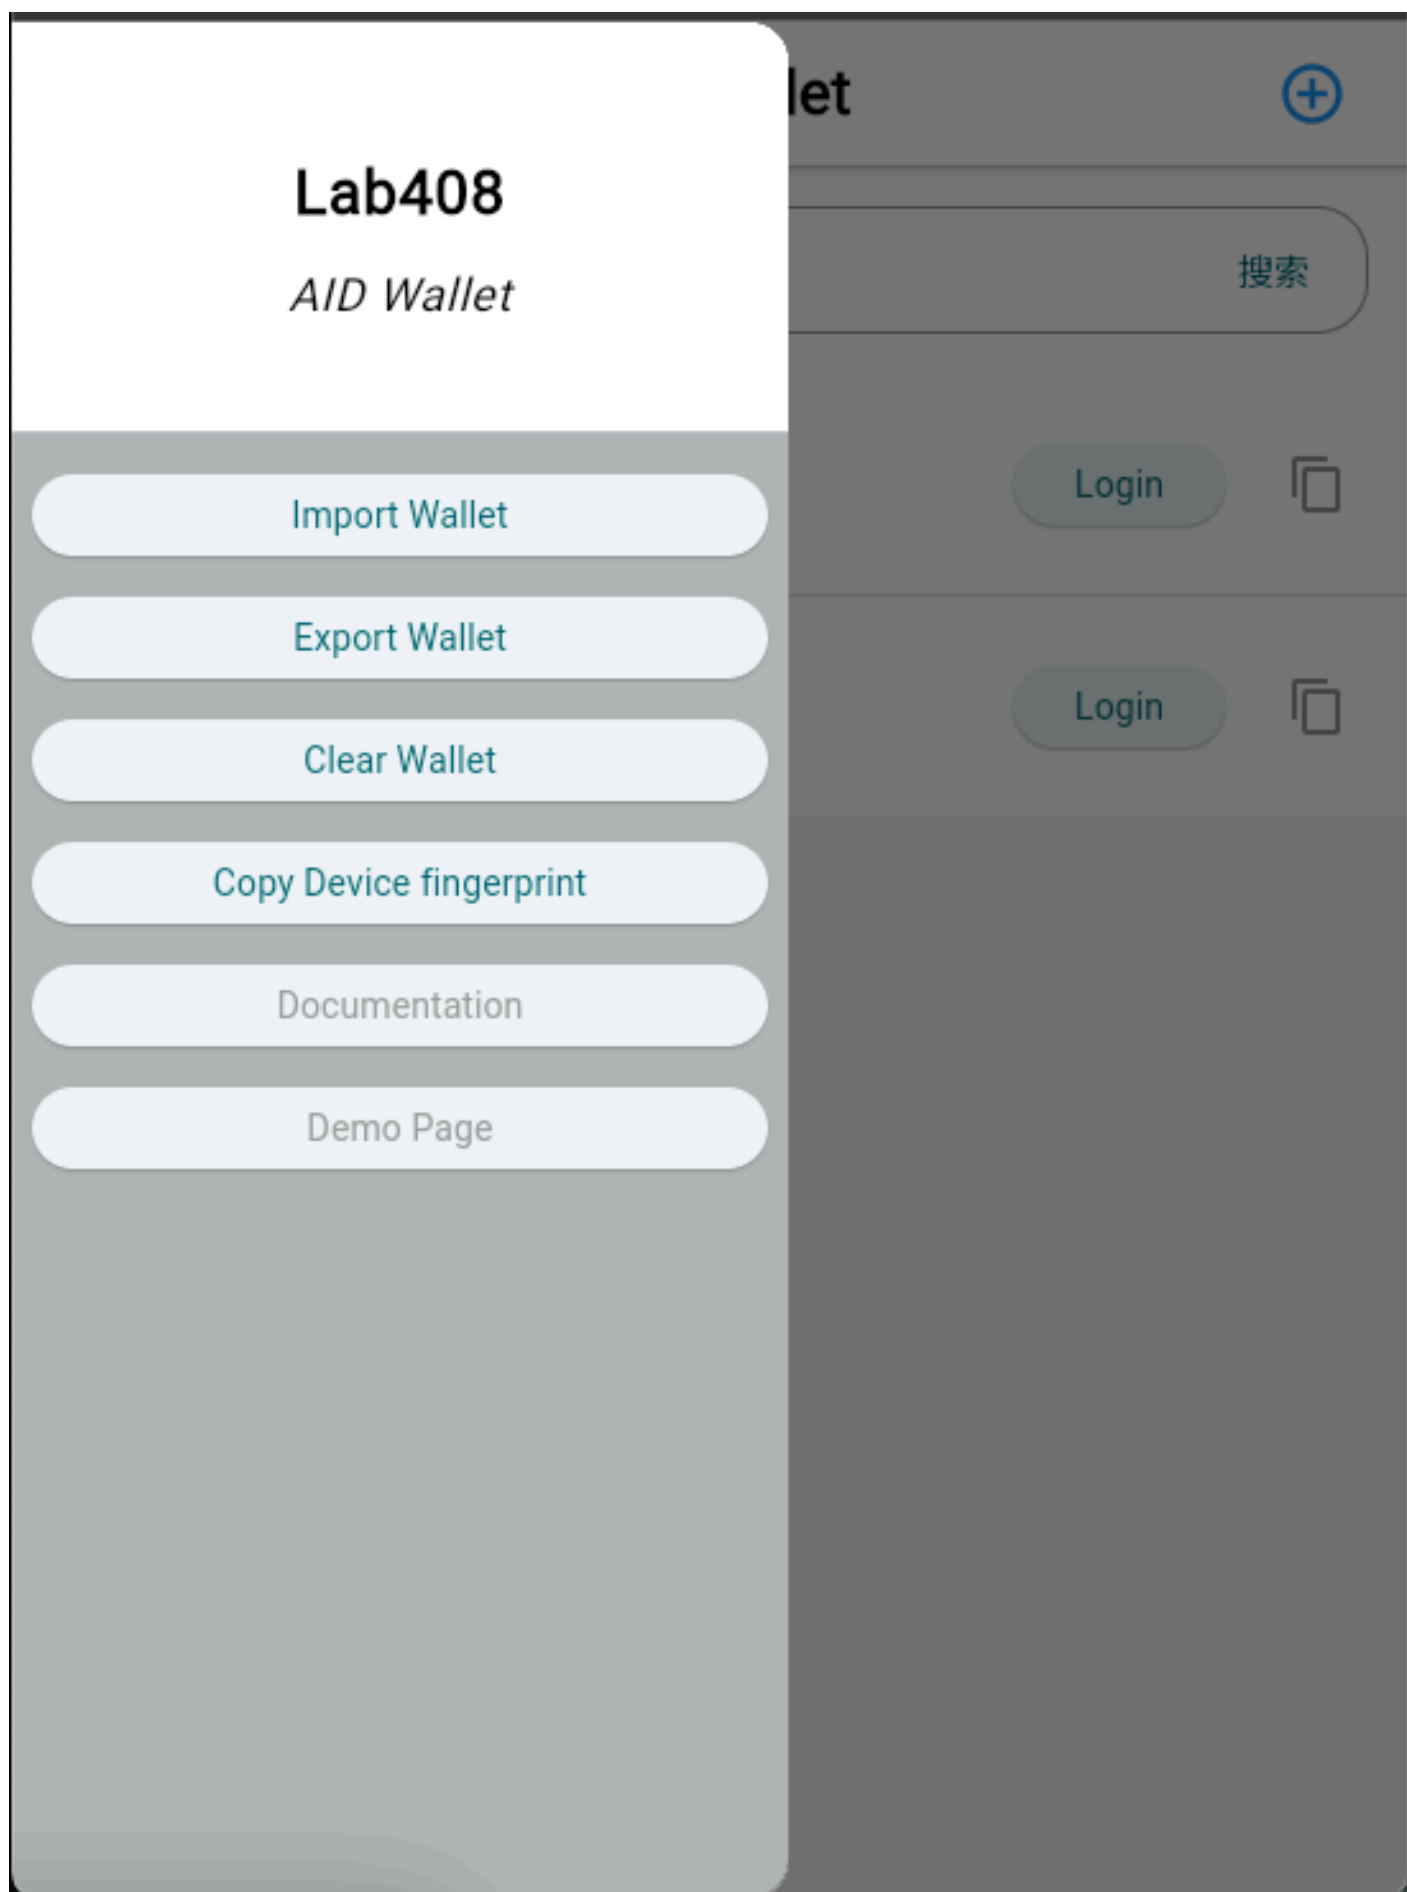 Lab408
AID Wallet
Import Wallet
Export Wallet
Clear Wallet
Copy Device fingerprint
Documentation
Demo Page
let
搜索
Login
Login